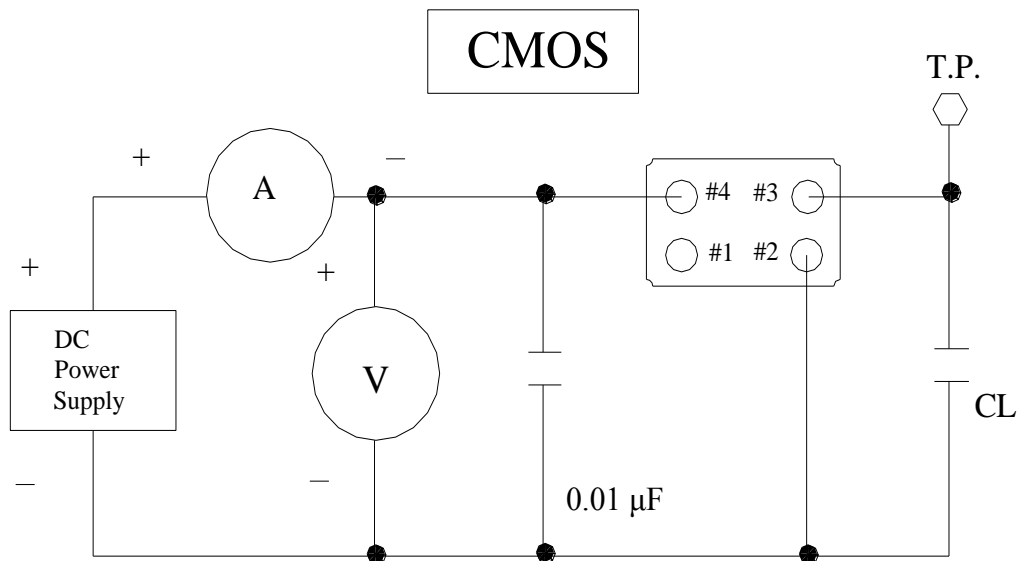 CMOS
T.P.
+
–
A
#4 #3
+
+
#1 #2
DC
Power
Supply
V
CL
–
–
0.01 μF